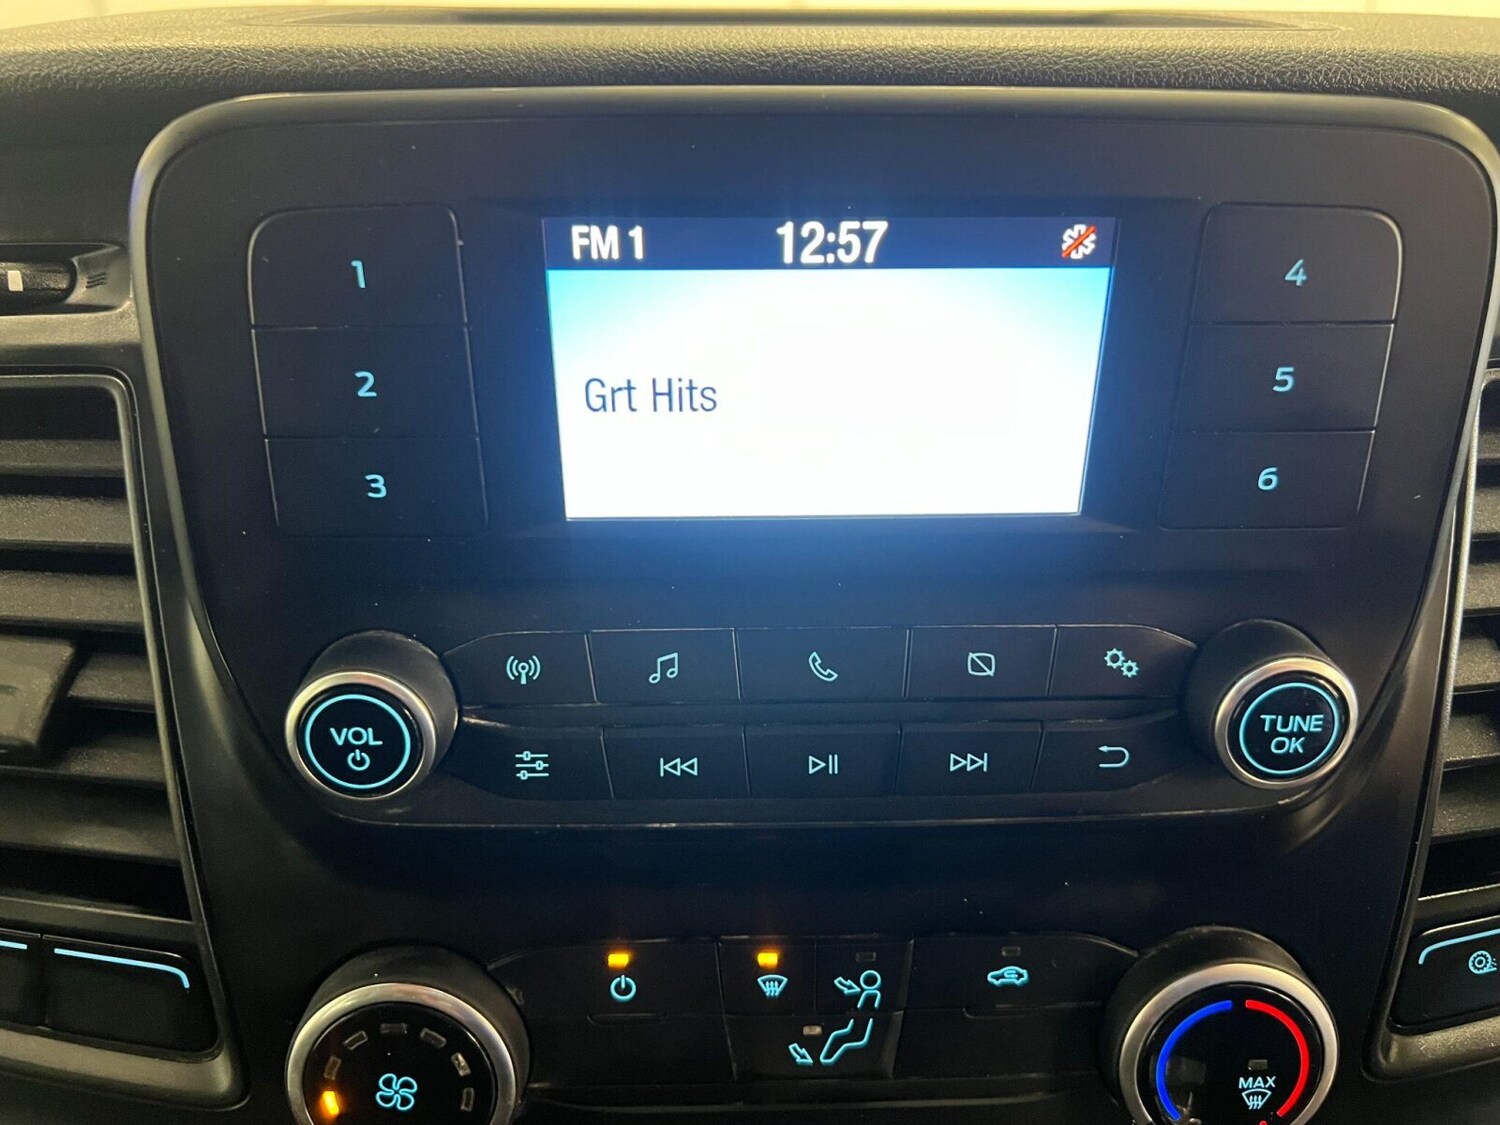 FM 1 12:57
Grt Hits
1
2
3
4
5
6
VOL
TUNE
OK
MAX